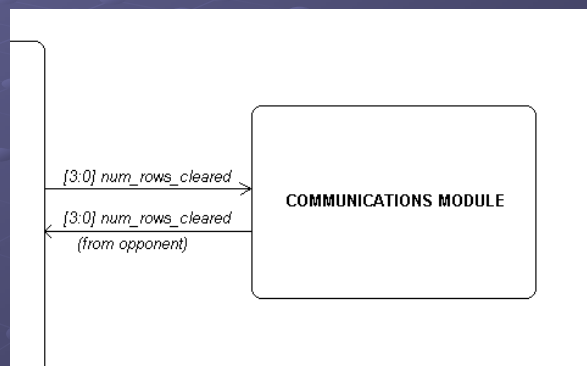 [3:0] num_rows_cleared
[3:0] num_rows_cleared
(from opponent)
COMMUNICATIONS MODULE